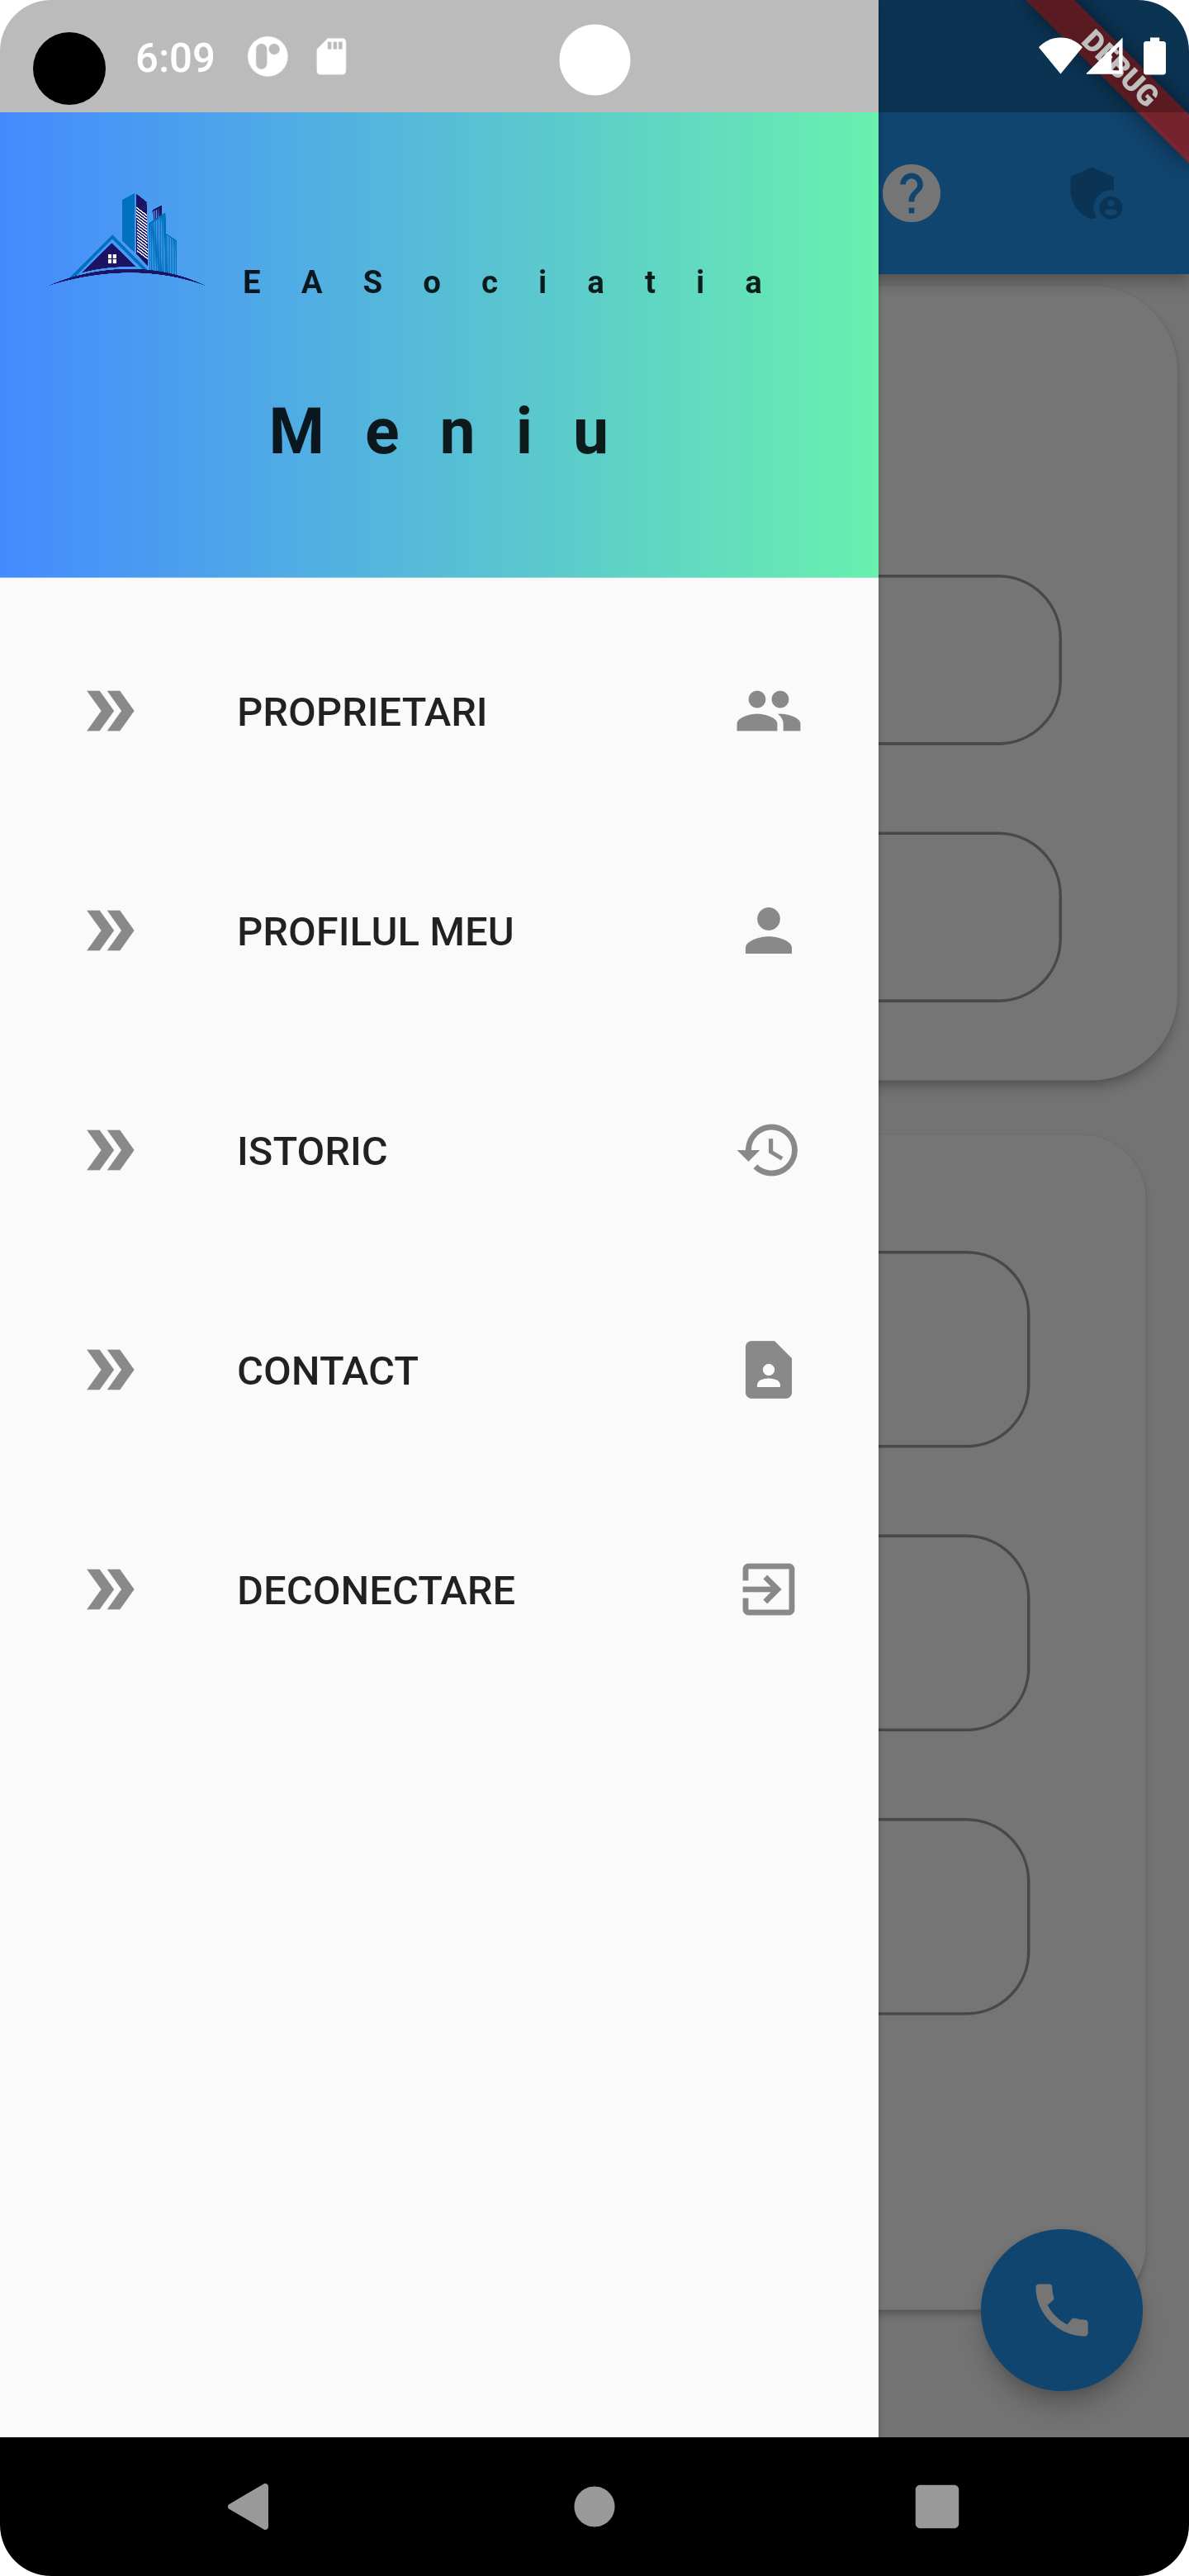 6:09
DEBUG
E A S o c i a t i a
M e n i u
PROPRIETARI
PROFILUL MEU
ISTORIC
CONTACT
DECONECTARE